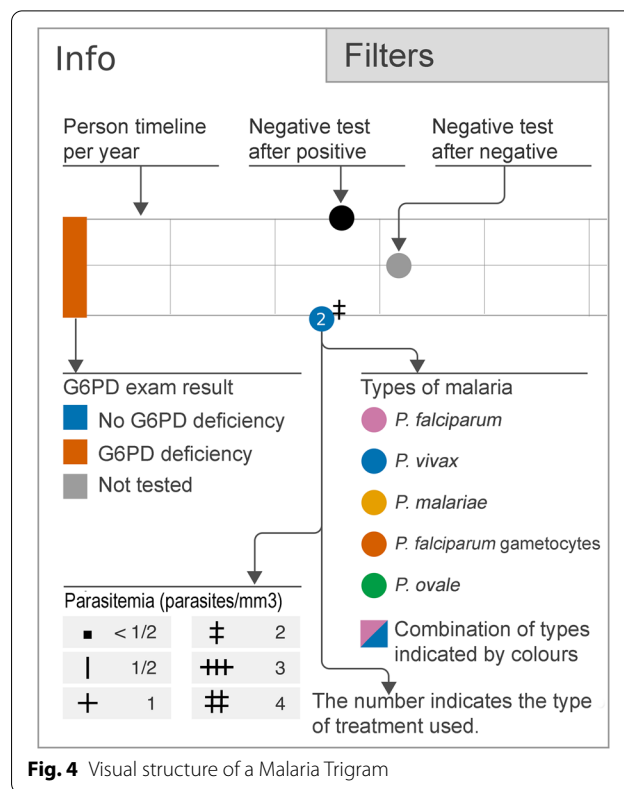 Info
Filters
Person timeline
per year
Negative test
after positive
Negative test
after negative
2
G6PD exam result
No G6PD deficiency
G6PD deficiency
Not tested
Types of malaria
P. falciparum
P. vivax
P. malariae
P. falciparum gametocytes
P. ovale
Combination of types
indicated by colours
Parasitemia (parasites/mm3)
< 1/2
2
1/2
3
1
4
The number indicates the type
of treatment used.
Fig. 4 Visual structure of a Malaria Trigram